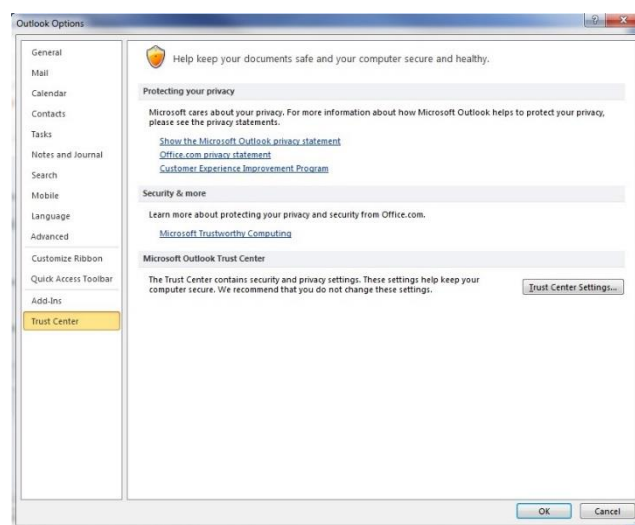 Outlook Options
General
Mail
Calendar
Contacts
Tasks
Notes and Journal
Search
Mobile
Language
Advanced
Customize Ribbon
Quick Access Toolbar
Add-Ins
Trust Center
Help keep your documents safe and your computer secure and healthy.
Protecting your privacy
Microsoft cares about your privacy. For more information about how Microsoft Outlook helps to protect your privacy,
please see the privacy statements.
Show the Microsoft Outlook privacy statement
Office.com privacy statement
Customer Experience Improvement Program
Security & more
Learn more about protecting your privacy and security from Office.com.
Microsoft Trustworthy Computing
Microsoft Outlook Trust Center
The Trust Center contains security and privacy settings. These settings help keep your
computer secure. We recommend that you do not change these settings.
Trust Center Settings...
OK
Cancel